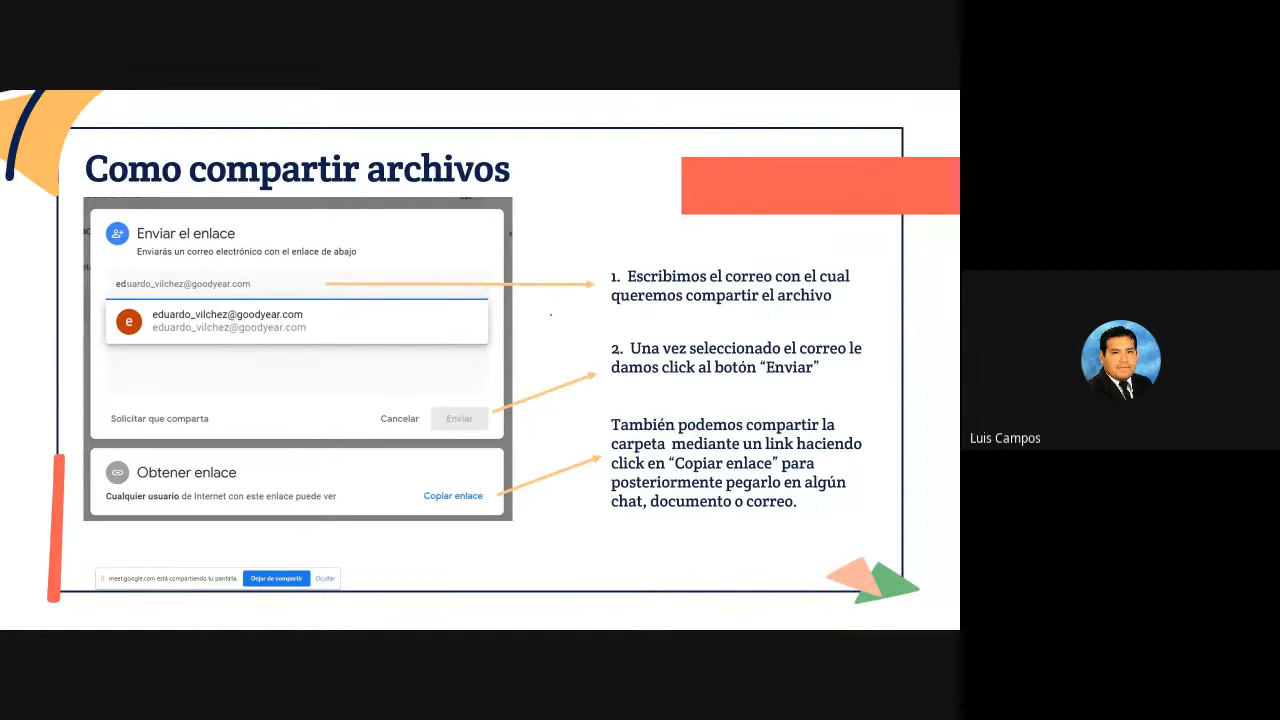 Como compartir archivos
Enviar el enlace
Enviarás un correo electrónico con el enlace de abajo
eduardo_vilchez@goodyear.com
eduardo_vilchez@goodyear.com
eduardo_vilchez@goodyear.com
e
Solicitar que comparta
Cancelar
Enviar
Obtener enlace
Cualquier usuario de Internet con este enlace puede ver
Copiar enlace
1. Escribimos el correo con el cual
queremos compartir el archivo
2. Una vez seleccionado el correo le
damos click al botón “Enviar”
También podemos compartir la
carpeta mediante un link haciendo
click en “Copiar enlace” para
posteriormente pegarlo en algún
chat, documento o correo.
meet.google.com está compartiendo tu pantalla.
Dejar de compartir
Ocultar
Luis Campos